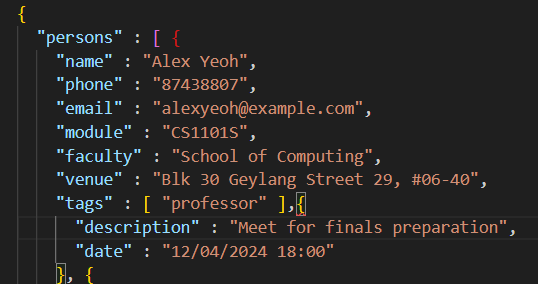 {
"persons" : [ {
"name" : "Alex Yeoh",
"phone" : "87438807",
"email" : "alexyeoh@example.com",
"module" : "CS1101S",
"faculty" : "School of Computing",
"venue" : "Blk 30 Geylang Street 29, #06-40",
"tags" : [ "professor" ],{
"description" : "Meet for finals preparation",
"date" : "12/04/2024 18:00"
}, {